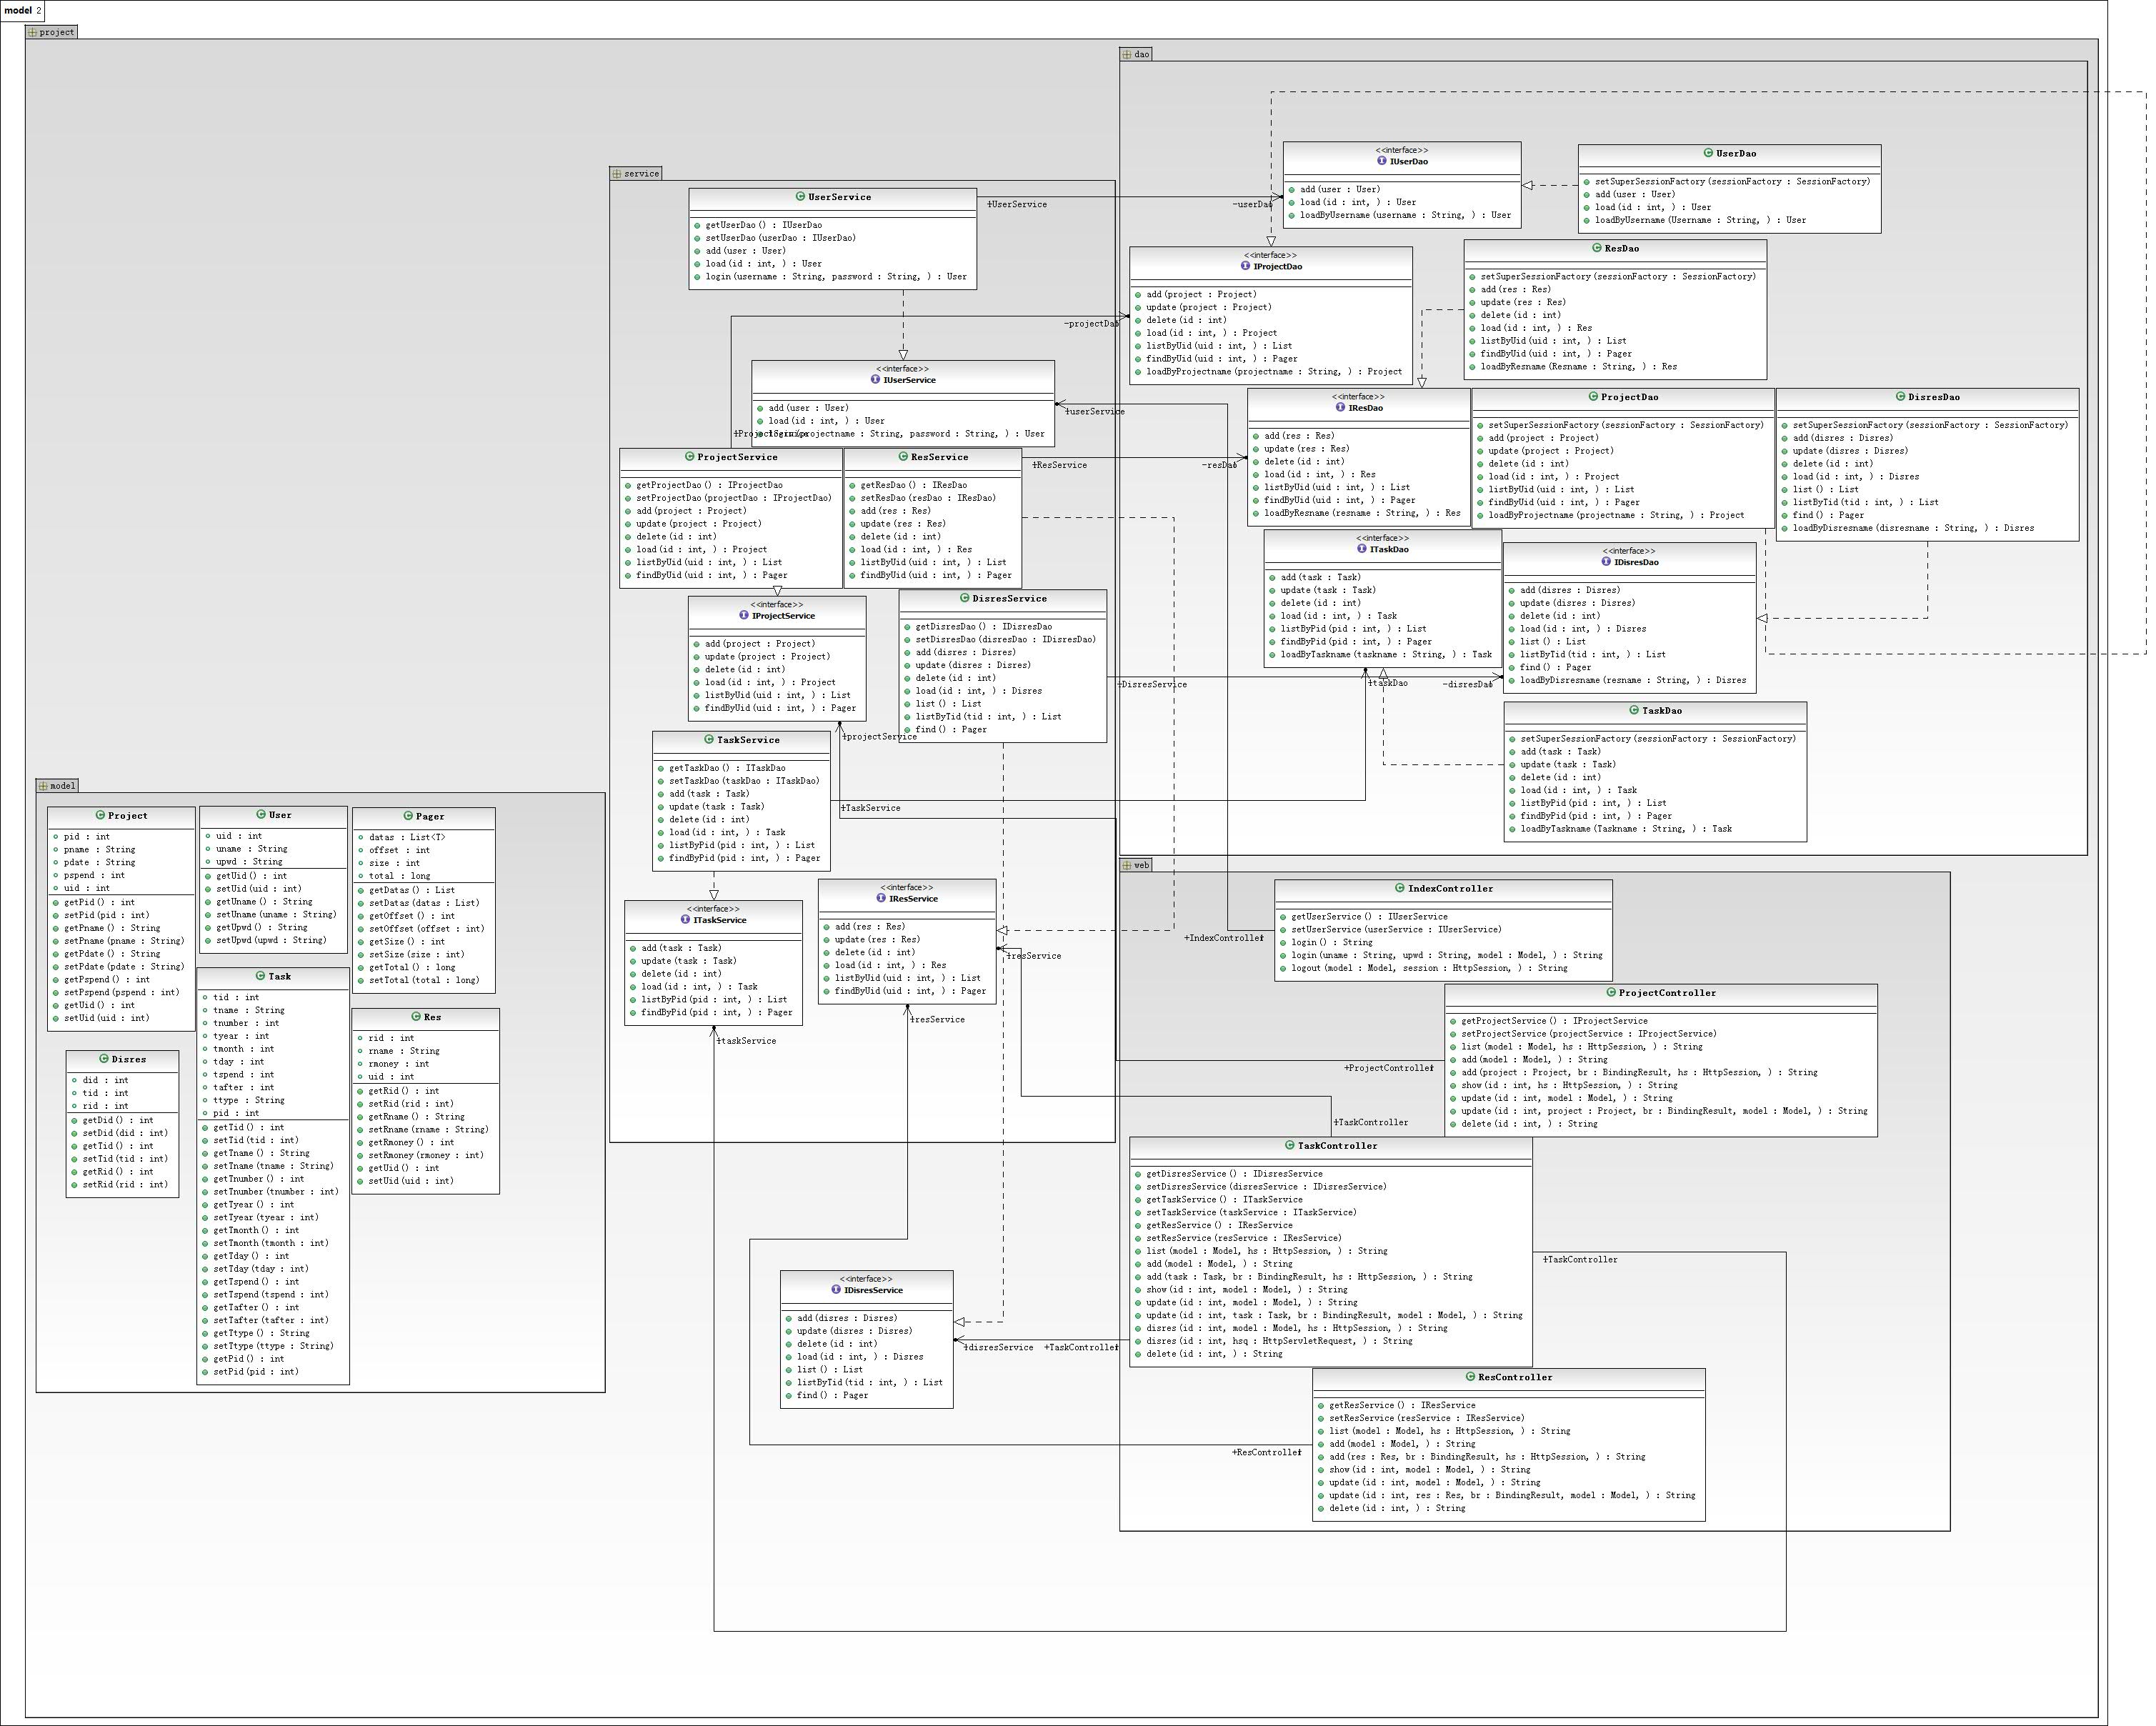 model 2
project
dao
<<interface>>
IUserDao
add(user : User)
load(id : int, ) : User
loadByUsername(username : String, ) : User
UserDao
setSuperSessionFactory(sessionFactory : SessionFactory)
add(user : User)
load(id : int, ) : User
loadByUsername(Username : String, ) : User
service
UserService
getUserDao() : IUserDao
setUserDao(userDao : IUserDao)
add(user : User)
load(id : int, ) : User
login(username : String, password : String, ) : User
+UserService
-userDao
<<interface>>
IProjectDao
add(project : Project)
update(project : Project)
delete(id : int)
load(id : int, ) : Project
listByUid(uid : int, ) : List
findByUid(uid : int, ) : Pager
loadByProjectname(projectname : String, ) : Project
ResDao
setSuperSessionFactory(sessionFactory : SessionFactory)
add(res : Res)
update(res : Res)
delete(id : int)
load(id : int, ) : Res
listByUid(uid : int, ) : List
findByUid(uid : int, ) : Pager
loadByResname(Resname : String, ) : Res
-projectDao
<<interface>>
IUserService
add(user : User)
load(id : int, ) : User
(projectname : String, password : String, ) : User
+ProjectService
+userService
<<interface>>
IResDao
add(res : Res)
update(res : Res)
delete(id : int)
load(id : int, ) : Res
listByUid(uid : int, ) : List
findByUid(uid : int, ) : Pager
loadByResname(resname : String, ) : Res
ProjectDao
setSuperSessionFactory(sessionFactory : SessionFactory)
add(project : Project)
update(project : Project)
delete(id : int)
load(id : int, ) : Project
listByUid(uid : int, ) : List
findByUid(uid : int, ) : Pager
loadByProjectname(projectname : String, ) : Project
DisresDao
setSuperSessionFactory(sessionFactory : SessionFactory)
add(disres : Disres)
update(disres : Disres)
delete(id : int)
load(id : int, ) : Disres
list() : List
listByTid(tid : int, ) : List
find() : Pager
loadByDisresname(disresname : String, ) : Disres
ProjectService
getProjectDao() : IProjectDao
setProjectDao(projectDao : IProjectDao)
add(project : Project)
update(project : Project)
delete(id : int)
load(id : int, ) : Project
listByUid(uid : int, ) : List
findByUid(uid : int, ) : Pager
ResService
getResDao() : IResDao
setResDao(resDao : IResDao)
add(res : Res)
update(res : Res)
delete(id : int)
load(id : int, ) : Res
listByUid(uid : int, ) : List
findByUid(uid : int, ) : Pager
+ResService
-resDao
<<interface>>
ITaskDao
add(task : Task)
update(task : Task)
delete(id : int)
load(id : int, ) : Task
listByPid(pid : int, ) : List
findByPid(pid : int, ) : Pager
loadByTaskname(taskname : String, ) : Task
<<interface>>
IDisresDao
add(disres : Disres)
update(disres : Disres)
delete(id : int)
load(id : int, ) : Disres
list() : List
listByTid(tid : int, ) : List
find() : Pager
loadByDisresname(resname : String, ) : Disres
<<interface>>
IProjectService
add(project : Project)
update(project : Project)
delete(id : int)
load(id : int, ) : Project
listByUid(uid : int, ) : List
findByUid(uid : int, ) : Pager
DisresService
getDisresDao() : IDisresDao
setDisresDao(disresDao : IDisresDao)
add(disres : Disres)
update(disres : Disres)
delete(id : int)
load(id : int, ) : Disres
list() : List
listByTid(tid : int, ) : List
find() : Pager
+DisresService
+taskDao
-disresDao
+projectService
TaskDao
setSuperSessionFactory(sessionFactory : SessionFactory)
add(task : Task)
update(task : Task)
delete(id : int)
load(id : int, ) : Task
listByPid(pid : int, ) : List
findByPid(pid : int, ) : Pager
loadByTaskname(Taskname : String, ) : Task
TaskService
getTaskDao() : ITaskDao
setTaskDao(taskDao : ITaskDao)
add(task : Task)
update(task : Task)
delete(id : int)
load(id : int, ) : Task
listByPid(pid : int, ) : List
findByPid(pid : int, ) : Pager
+TaskService
model
Project
pid : int
pname : String
pdate : String
pspend : int
uid : int
getPid() : int
setPid(pid : int)
getPname() : String
setPname(pname : String)
getPdate() : String
setPdate(pdate : String)
getPspend() : int
setPspend(pspend : int)
getUid() : int
setUid(uid : int)
User
uid : int
uname : String
upwd : String
getUid() : int
setUid(uid : int)
getUname() : String
setUname(uname : String)
getUpwd() : String
setUpwd(upwd : String)
Pager
datas : List<T>
offset : int
size : int
total : long
getDatas() : List
setDatas(datas : List)
getOffset() : int
setOffset(offset : int)
getSize() : int
setSize(size : int)
getTotal() : long
setTotal(total : long)
Task
tid : int
tname : String
tnumber : int
tyear : int
tmonth : int
tday : int
tspend : int
tafter : int
ttype : String
pid : int
getTid() : int
setTid(tid : int)
getTname() : String
setTname(tname : String)
getTnumber() : int
setTnumber(tnumber : int)
getTyear() : int
setTyear(tyear : int)
getTmonth() : int
setTmonth(tmonth : int)
getTday() : int
setTday(tday : int)
getTspend() : int
setTspend(tspend : int)
getTafter() : int
setTafter(tafter : int)
getTtype() : String
setTtype(ttype : String)
getPid() : int
setPid(pid : int)
Res
rid : int
rname : String
rmoney : int
uid : int
getRid() : int
setRid(rid : int)
getRname() : String
setRname(rname : String)
getRmoney() : int
setRmoney(rmoney : int)
getUid() : int
setUid(uid : int)
Disres
did : int
tid : int
rid : int
getDid() : int
setDid(did : int)
getTid() : int
setTid(tid : int)
getRid() : int
setRid(rid : int)
<<interface>>
ITaskService
add(task : Task)
update(task : Task)
delete(id : int)
load(id : int, ) : Task
listByPid(pid : int, ) : List
findByPid(pid : int, ) : Pager
+taskService
<<interface>>
IResService
add(res : Res)
update(res : Res)
delete(id : int)
load(id : int, ) : Res
listByUid(uid : int, ) : List
findByUid(uid : int, ) : Pager
+resService
+resService
web
IndexController
getUserService() : IUserService
setUserService(userService : IUserService)
login() : String
login(uname : String, upwd : String, model : Model, ) : String
logout(model : Model, session : HttpSession, ) : String
+IndexController
ProjectController
getProjectService() : IProjectService
setProjectService(projectService : IProjectService)
list(model : Model, hs : HttpSession, ) : String
add(model : Model, ) : String
add(project : Project, br : BindingResult, hs : HttpSession, ) : String
show(id : int, hs : HttpSession, ) : String
update(id : int, model : Model, ) : String
update(id : int, project : Project, br : BindingResult, model : Model, ) : String
delete(id : int, ) : String
+ProjectController
+TaskController
TaskController
getDisresService() : IDisresService
setDisresService(disresService : IDisresService)
getTaskService() : ITaskService
setTaskService(taskService : ITaskService)
getResService() : IResService
setResService(resService : IResService)
list(model : Model, hs : HttpSession, ) : String
add(model : Model, ) : String
add(task : Task, br : BindingResult, hs : HttpSession, ) : String
show(id : int, model : Model, ) : String
update(id : int, model : Model, ) : String
update(id : int, task : Task, br : BindingResult, model : Model, ) : String
disres(id : int, model : Model, hs : HttpSession, ) : String
disres(id : int, hsq : HttpServletRequest, ) : String
delete(id : int, ) : String
+TaskController
<<interface>>
IDisresService
add(disres : Disres)
update(disres : Disres)
delete(id : int)
load(id : int, ) : Disres
list() : List
listByTid(tid : int, ) : List
find() : Pager
+disresService
+TaskController
ResController
getResService() : IResService
setResService(resService : IResService)
list(model : Model, hs : HttpSession, ) : String
add(model : Model, ) : String
add(res : Res, br : BindingResult, hs : HttpSession, ) : String
show(id : int, model : Model, ) : String
update(id : int, model : Model, ) : String
update(id : int, res : Res, br : BindingResult, model : Model, ) : String
delete(id : int, ) : String
+ResController